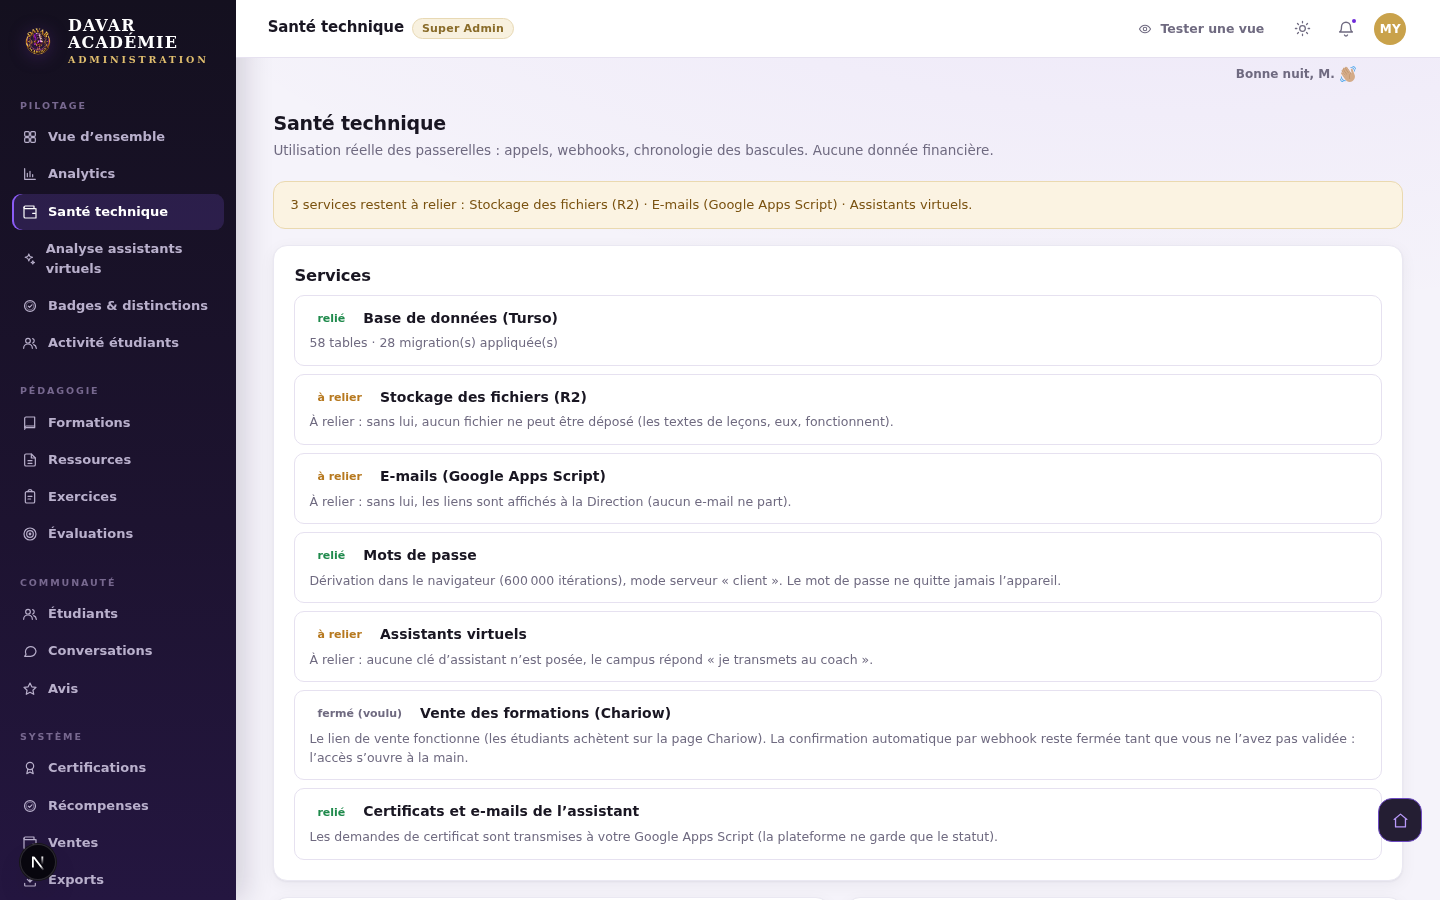 DAVAR
ACADÉMIE
ADMINISTRATION
PILOTAGE
Vue d’ensemble
Analytics
Santé technique
Analyse assistants
virtuels
Badges & distinctions
Activité étudiants
PÉDAGOGIE
Formations
Ressources
Exercices
Évaluations
COMMUNAUTÉ
Étudiants
Conversations
Avis
SYSTÈME
Certifications
Récompenses
Ventes
Exports
N
Santé technique
Super Admin
Tester une vue
MY
Bonne nuit, M. 👋🏽
Santé technique
Utilisation réelle des passerelles : appels, webhooks, chronologie des bascules. Aucune donnée financière.
3 services restent à relier : Stockage des fichiers (R2) · E-mails (Google Apps Script) · Assistants virtuels.
Services
relié Base de données (Turso)
58 tables · 28 migration(s) appliquée(s)
à relier Stockage des fichiers (R2)
À relier : sans lui, aucun fichier ne peut être déposé (les textes de leçons, eux, fonctionnent).
à relier E-mails (Google Apps Script)
À relier : sans lui, les liens sont affichés à la Direction (aucun e-mail ne part).
relié Mots de passe
Dérivation dans le navigateur (600 000 itérations), mode serveur « client ». Le mot de passe ne quitte jamais l’appareil.
à relier Assistants virtuels
À relier : aucune clé d’assistant n’est posée, le campus répond « je transmets au coach ».
fermé (voulu) Vente des formations (Chariow)
Le lien de vente fonctionne (les étudiants achètent sur la page Chariow). La confirmation automatique par webhook reste fermée tant que vous ne l’avez pas validée :
l’accès s’ouvre à la main.
relié Certificats et e-mails de l’assistant
Les demandes de certificat sont transmises à votre Google Apps Script (la plateforme ne garde que le statut).